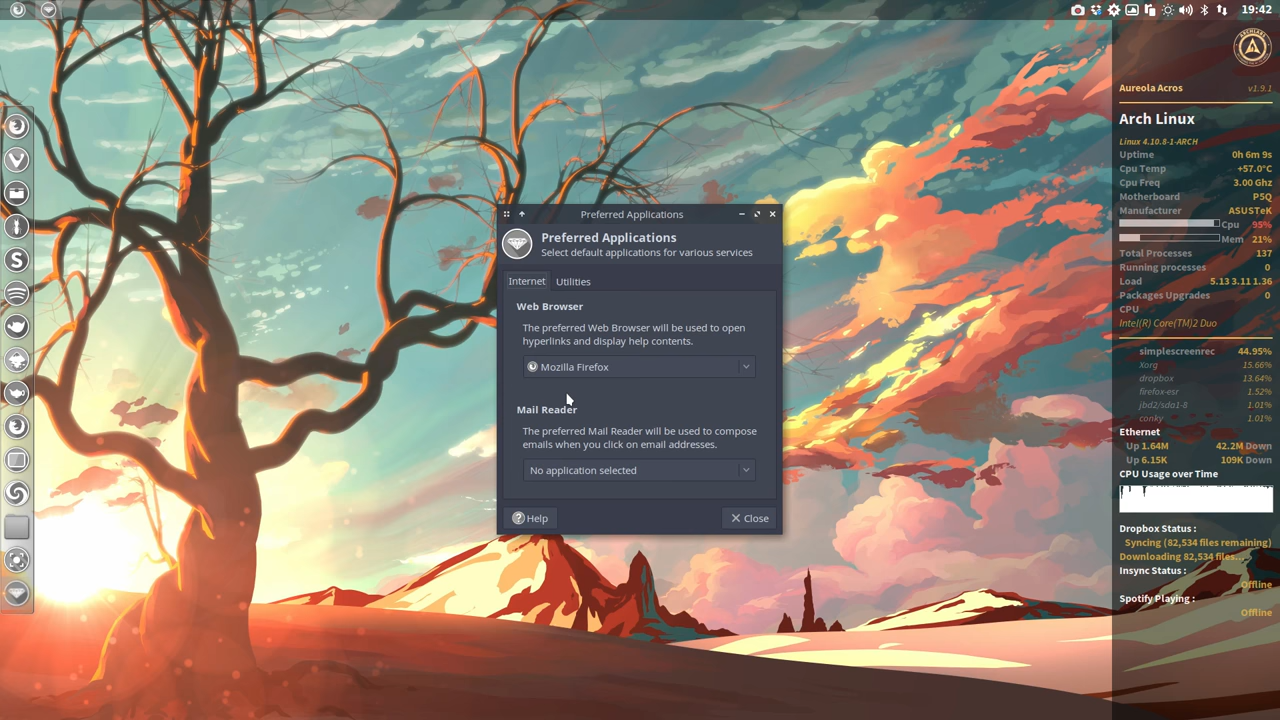 19:42
Preferred Applications
Preferred Applications
Select default applications for various services
Internet Utilities
Web Browser
The preferred Web Browser will be used to open
hyperlinks and display help contents.
Mozilla Firefox
Mail Reader
The preferred Mail Reader will be used to compose
emails when you click on email addresses.
No application selected
Help Close
Aureola Acros v1.9.1
Arch Linux
Linux 4.10.8-1-ARCH
Uptime 0h 6m 9s
Cpu Temp +57.0°C
Cpu Freq 3.00 Ghz
Motherboard P5Q
Manufacturer ASUSTeK
Cpu 95%
Mem 21%
Total Processes 137
Running processes 0
Load 5.13 3.11 1.36
Packages Upgrades 0
CPU
Intel(R) Core(TM)2 Duo
simplescreenrec 44.95%
Xorg 15.66%
dropbox 13.64%
firefox-esr 1.52%
jbd2/sda1-8 1.01%
conky 1.01%
Ethernet
Up 1.64M 42.2M Down
Up 6.15K 109K Down
CPU Usage over Time
Dropbox Status :
Syncing (82,534 files remaining)
Downloading 82,534 files...
Insync Status :
Offline
Spotify Playing :
Offline